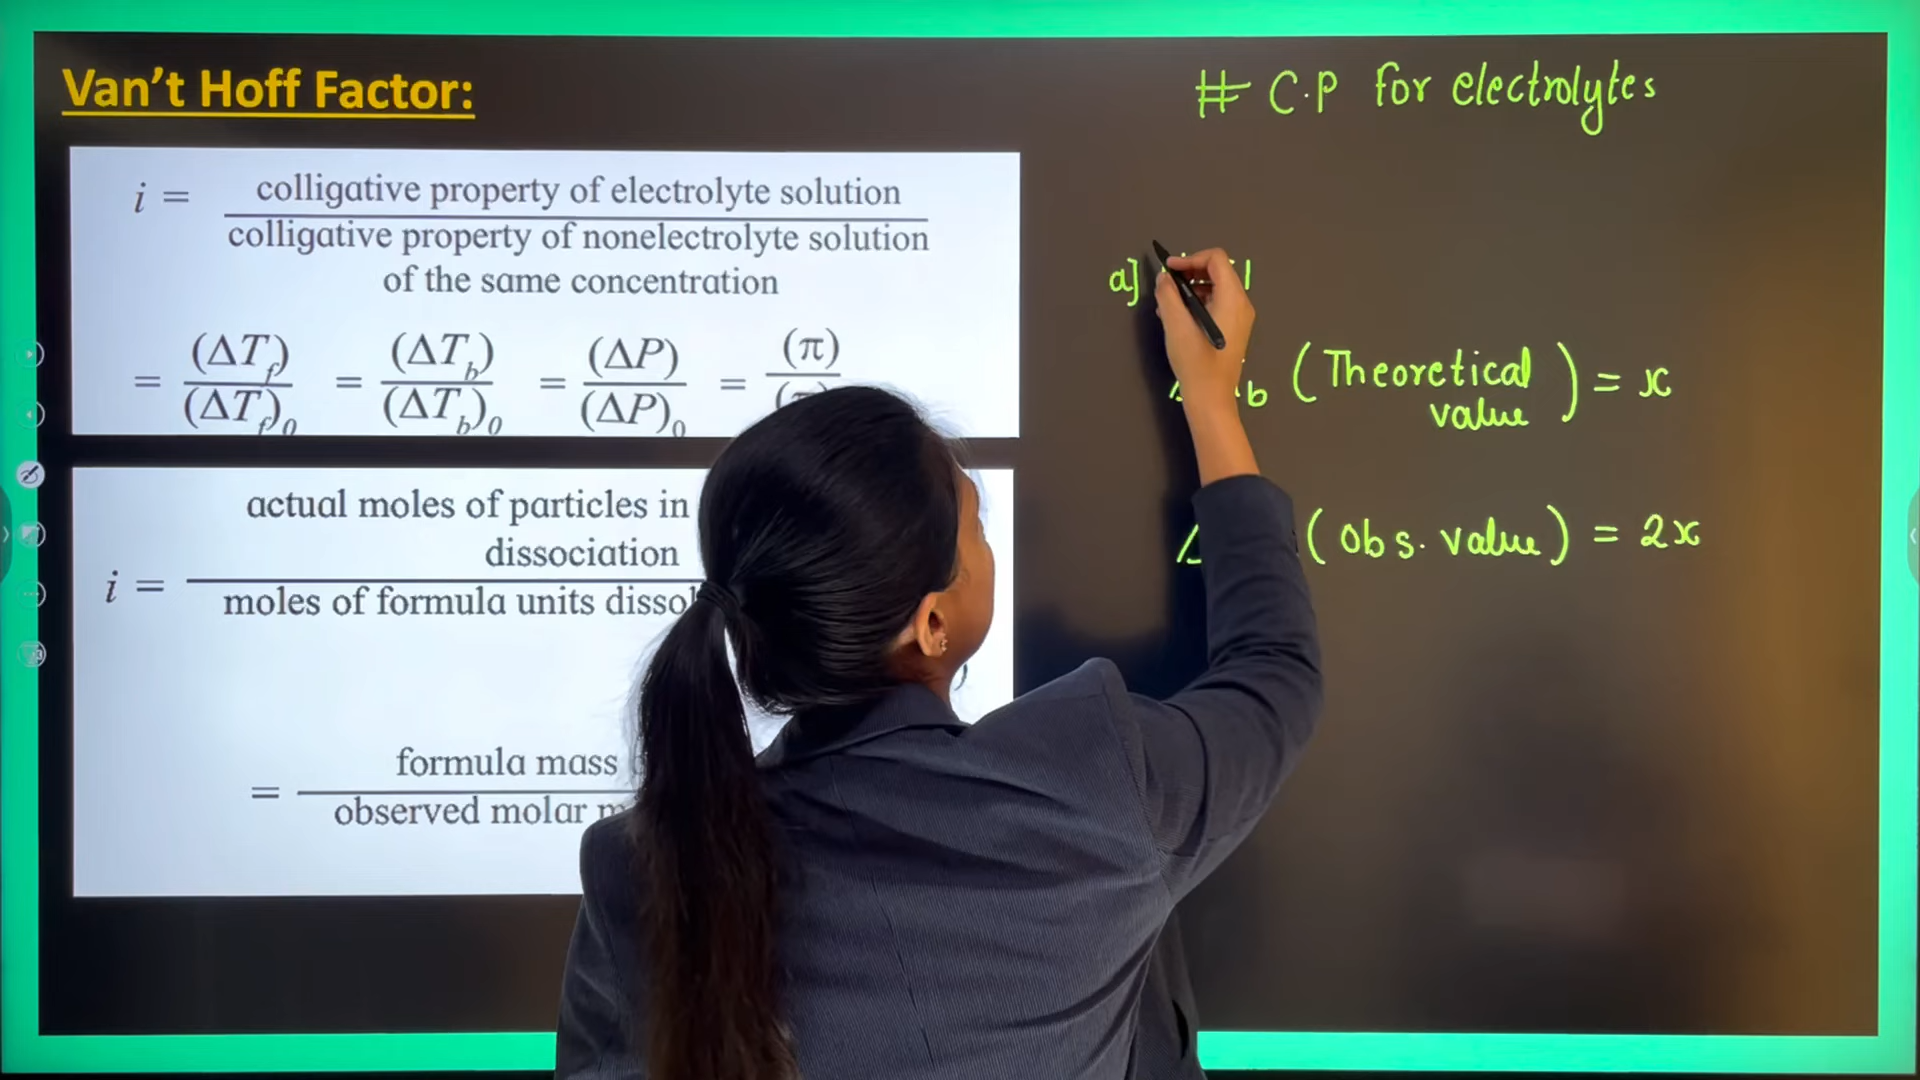 Van't Hoff Factor:
i = colligative property of electrolyte solution
colligative property of nonelectrolyte solution
of the same concentration
= (ΔT_f) / (ΔT_f)_0 = (ΔT_b) / (ΔT_b)_0 = (ΔP) / (ΔP)_0 = (π)
actual moles of particles in
dissociation
i =
moles of formula units
= formula mass
observed molar
# C.P for electrolytes
a]
b (Theoretical value) = x
(Obs. value) = 2x